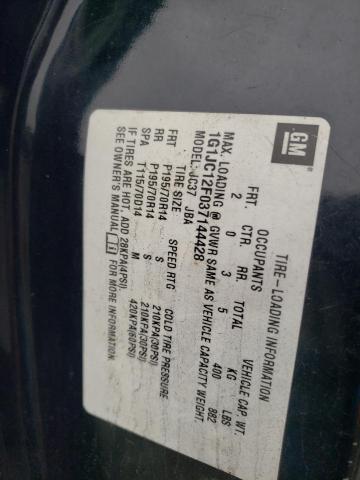 GM
TIRE-LOADING INFORMATION
OCCUPANTS VEHICLE CAP. WT.
FRT. CTR. RR. TOTAL KG LBS
2 0 3 5 400 882
MAX. LOADING @ GVWR SAME AS VEHICLE CAPACITY WEIGHT.
1G1JC12F037144428
MODEL: JC37 JBA
TIRE SIZE SPEED RTG COLD TIRE PRESSURE
FRT P195/70R14 S 210KPA(30PSI)
RR P195/70R14 S 210KPA(30PSI)
SPA T115/70D14 M 420KPA(60PSI)
IF TIRES ARE HOT, ADD 28KPA(4PSI).
SEE OWNER'S MANUAL FOR MORE INFORMATION